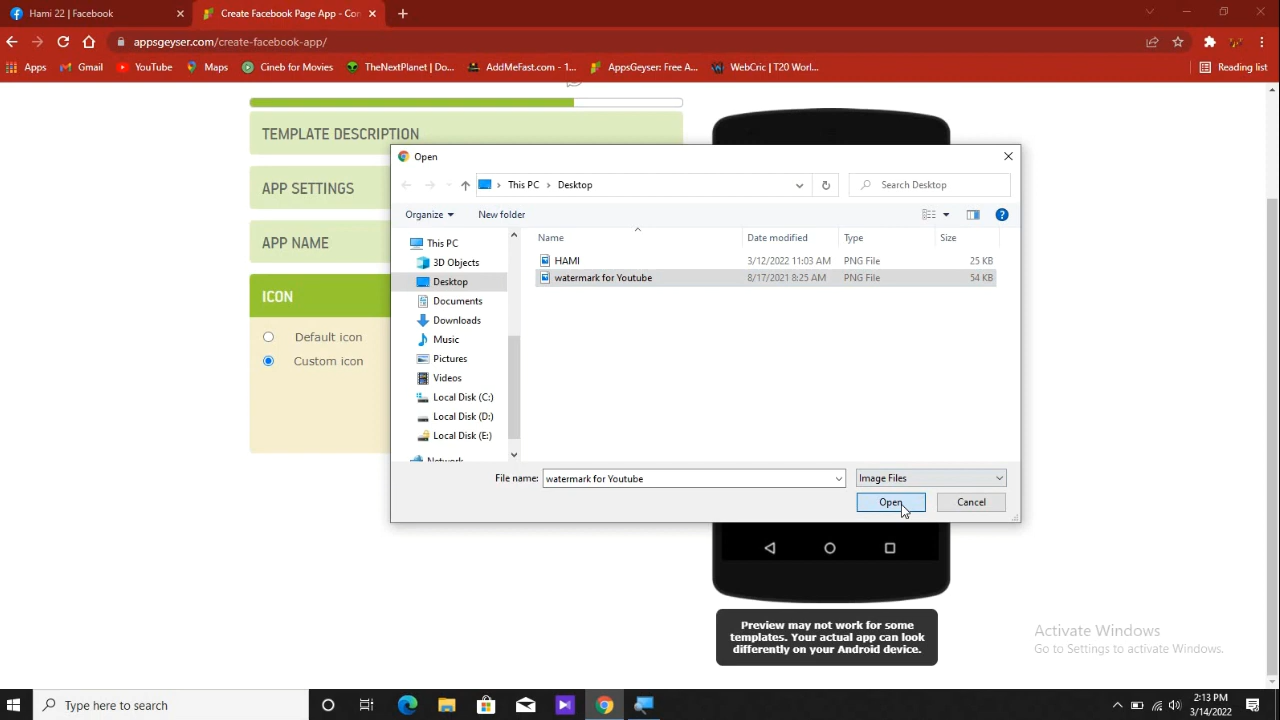 Hami 22 | Facebook
Create Facebook Page App - Con
appsgeyser.com/create-facebook-app/
Apps Gmail YouTube Maps Cineb for Movies TheNextPlanet | Do... AddMeFast.com - 1... AppsGeyser: Free A... WebCric | T20 Worl... Reading list
TEMPLATE DESCRIPTION
APP SETTINGS
APP NAME
ICON
Default icon
Custom icon
Open
This PC > Desktop
Search Desktop
Organize New folder
This PC
3D Objects
Desktop
Documents
Downloads
Music
Pictures
Videos
Local Disk (C:)
Local Disk (D:)
Local Disk (E:)
Network
Name Date modified Type Size
HAMI 3/12/2022 11:03 AM PNG File 25 KB
watermark for Youtube 8/17/2021 8:25 AM PNG File 54 KB
File name: watermark for Youtube Image Files
Open Cancel
Preview may not work for some
templates. Your actual app can look
differently on your Android device.
Activate Windows
Go to Settings to activate Windows.
Type here to search
2:13 PM
3/14/2022